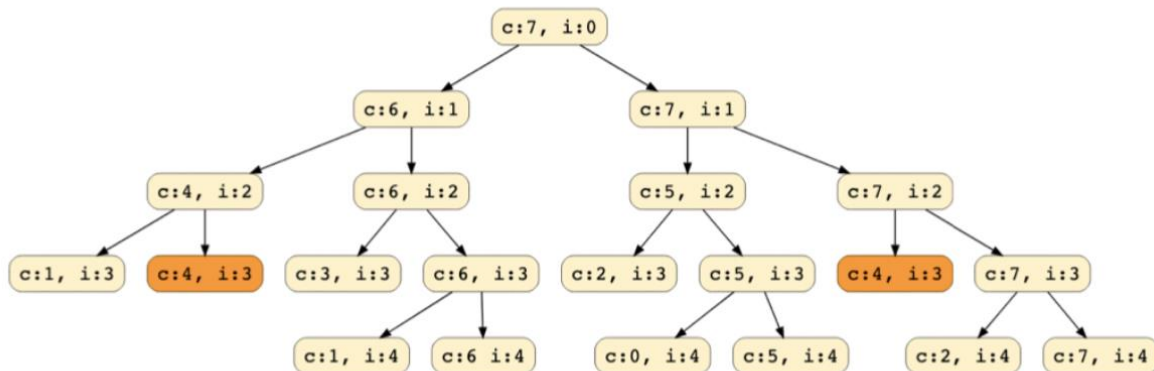 c:7, i:0
c:6, i:1
c:7, i:1
c:4, i:2
c:6, i:2
c:5, i:2
c:7, i:2
c:1, i:3
c:4, i:3
c:3, i:3
c:6, i:3
c:2, i:3
c:5, i:3
c:4, i:3
c:7, i:3
c:1, i:4
c:6 i:4
c:0, i:4
c:5, i:4
c:2, i:4
c:7, i:4